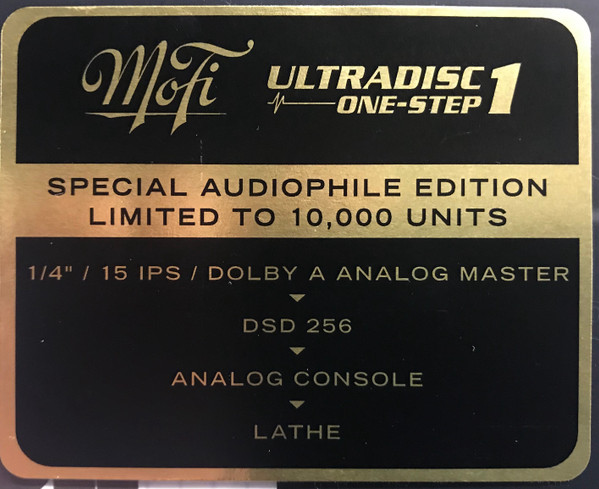 MoFi
ULTRADISC 1
ONE-STEP
SPECIAL AUDIOPHILE EDITION
LIMITED TO 10,000 UNITS
1/4" / 15 IPS / DOLBY A ANALOG MASTER
DSD 256
ANALOG CONSOLE
LATHE